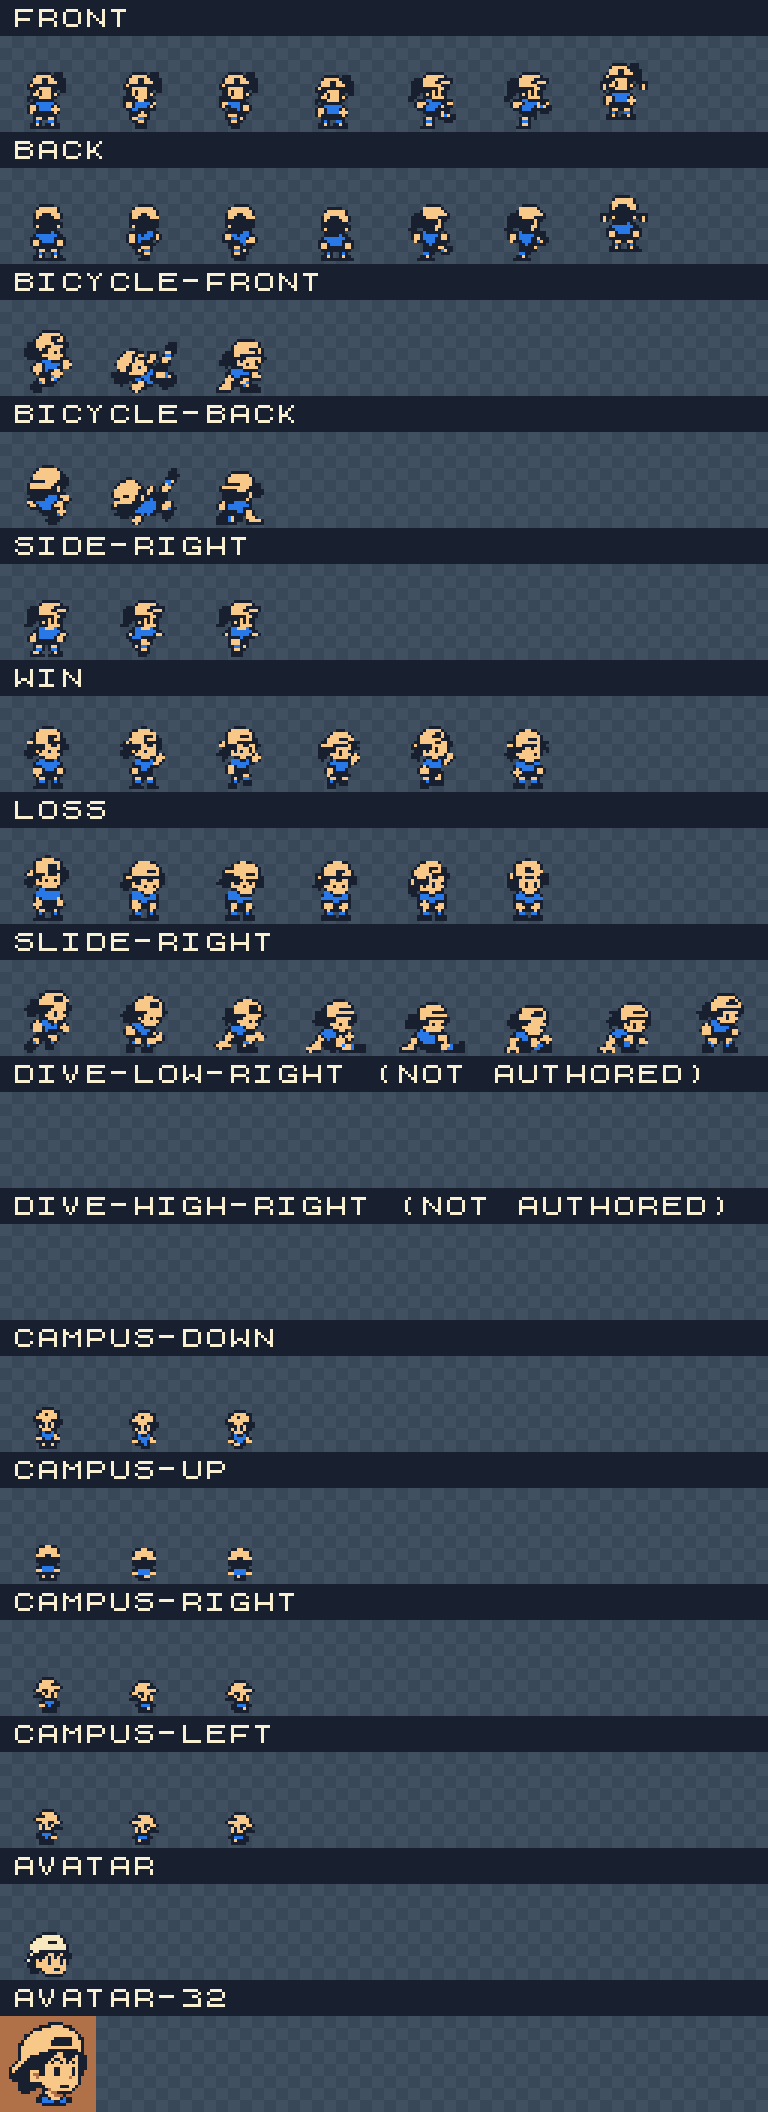 FRONT
BACK
BICYCLE-FRONT
BICYCLE-BACK
SIDE-RIGHT
WIN
LOSS
SLIDE-RIGHT
DIVE-LOW-RIGHT (NOT AUTHORED)
DIVE-HIGH-RIGHT (NOT AUTHORED)
CAMPUS-DOWN
CAMPUS-UP
CAMPUS-RIGHT
CAMPUS-LEFT
AVATAR
AVATAR-32